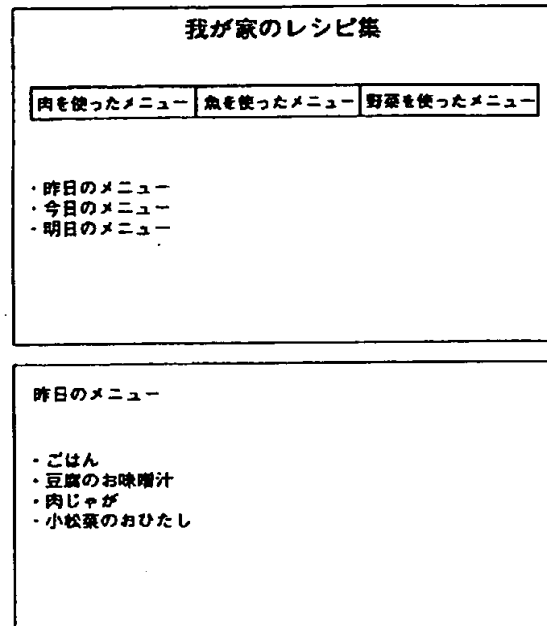 我が家のレシピ集
肉を使ったメニュー 魚を使ったメニュー 野菜を使ったメニュー
・昨日のメニュー
・今日のメニュー
・明日のメニュー
昨日のメニュー
・ごはん
・豆腐のお味噌汁
・肉じゃが
・小松菜のおひたし